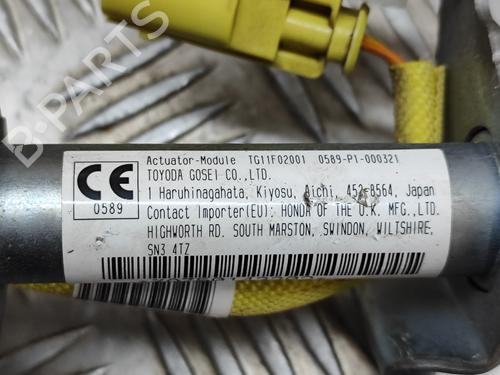 B-PARTS
Actuator-Module TG11F02001 0589-P1-000321
TOYODA GOSEI CO.,LTD.
1 Haruhinagahata, Kiyosu, Aichi, 452-8564, Japan
Contact Importer(EU): HONDA OF THE U.K. MFG.,LTD.
HIGHWORTH RD. SOUTH MARSTON, SWINDON, WILTSHIRE,
SN3 4TZ
CE
0589